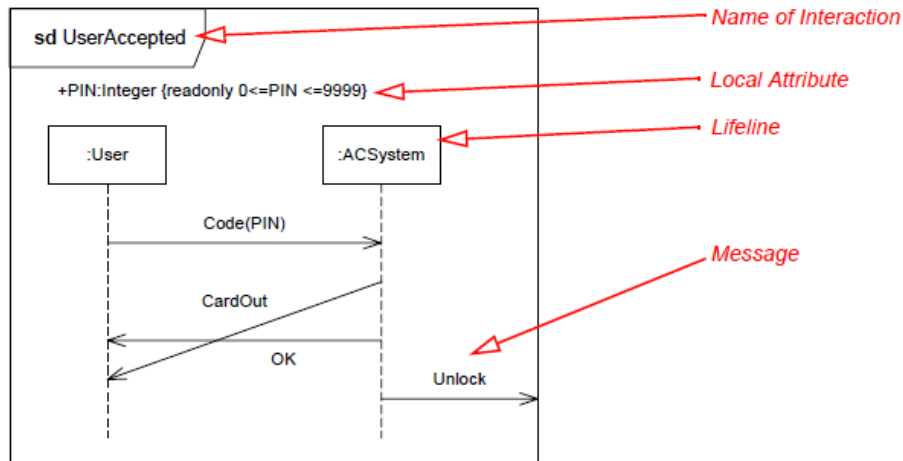 Name of Interaction
sd UserAccepted
+PIN:Integer {readonly 0<=PIN <=9999}
Local Attribute
Lifeline
:User
:ACSystem
Code(PIN)
Message
CardOut
OK
Unlock